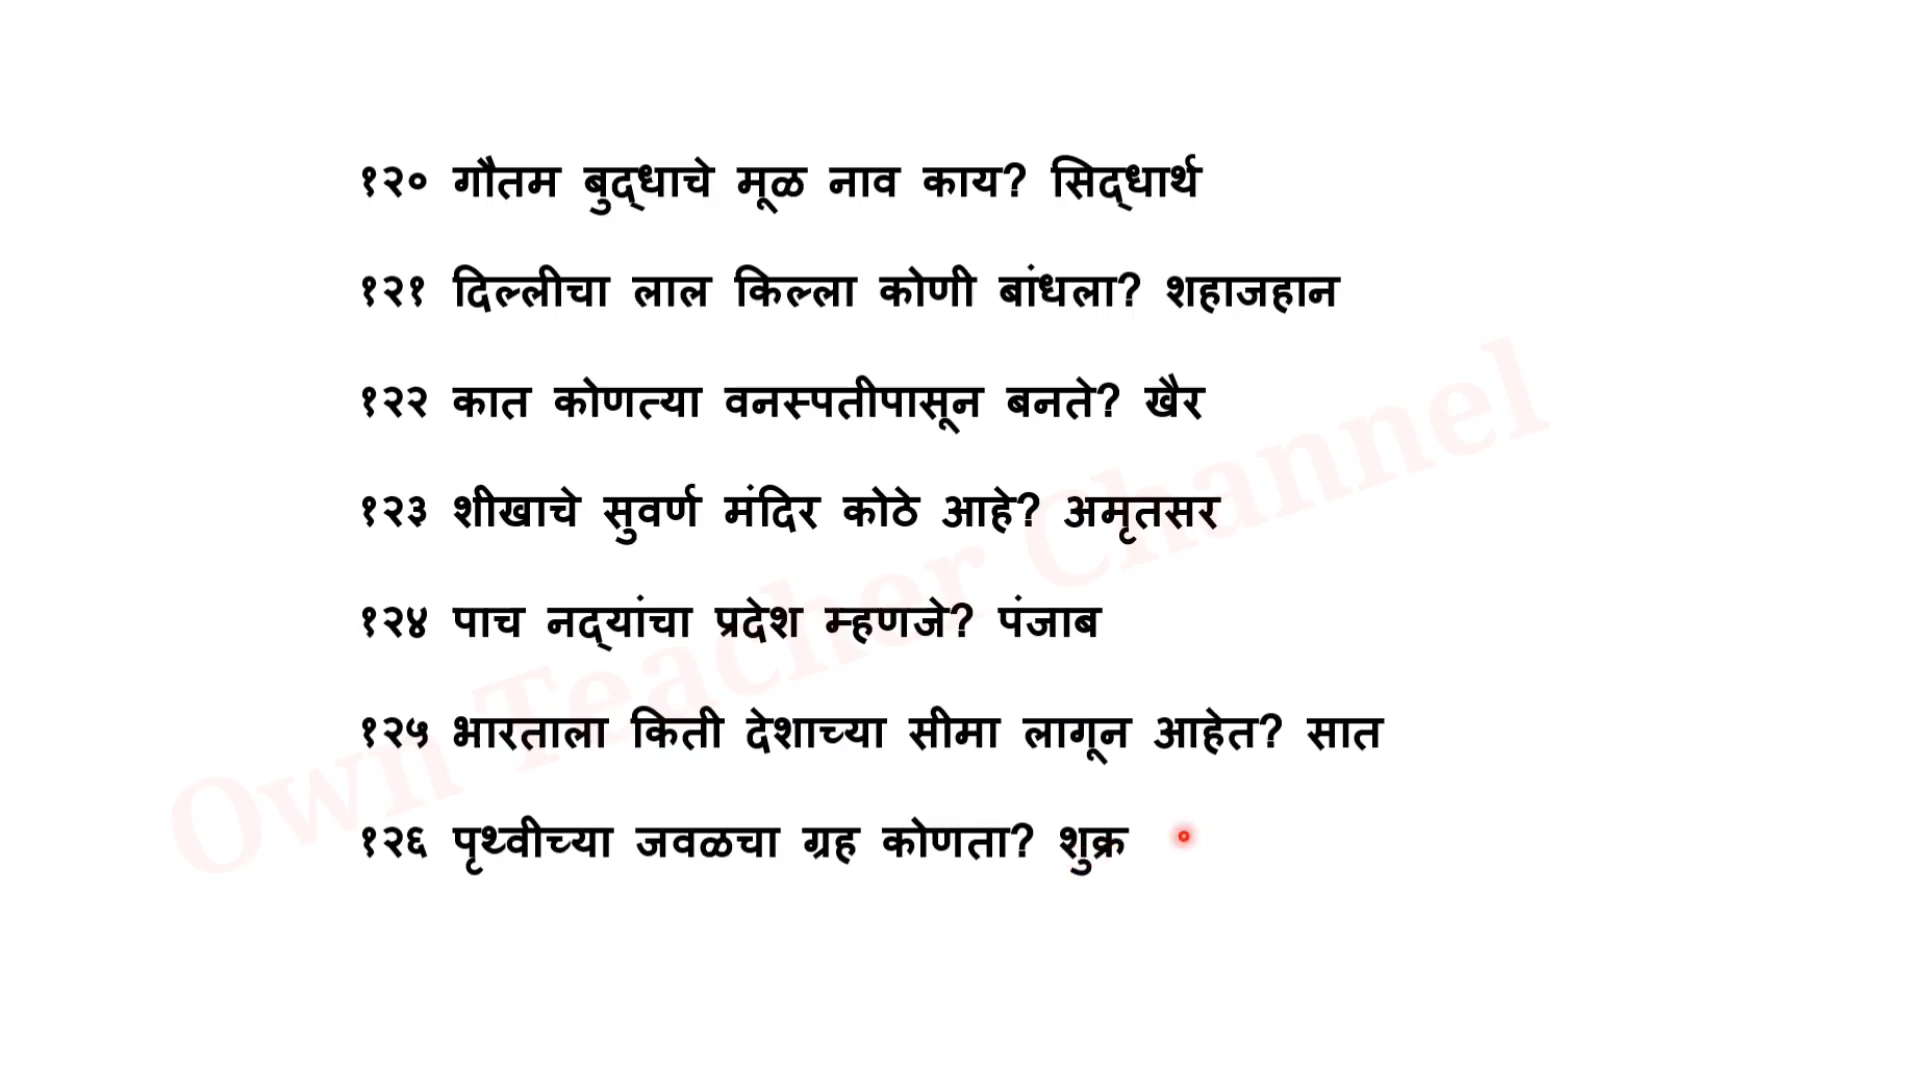 १२० गौतम बुद्‌धाचे मूळ नाव काय? सिद्‌धार्थ
१२१ दिल्लीचा लाल किल्ला कोणी बांधला? शहाजहान
१२२ कात कोणत्या वनस्पतीपासून बनते? खैर
१२३ शीखाचे सुवर्ण मंदिर कोठे आहे? अमृतसर
१२४ पाच नद्‌यांचा प्रदेश म्हणजे? पंजाब
१२५ भारताला किती देशाच्या सीमा लागून आहेत? सात
१२६ पृथ्वीच्या जवळचा ग्रह कोणता? शुक्र
Own Teacher Channel